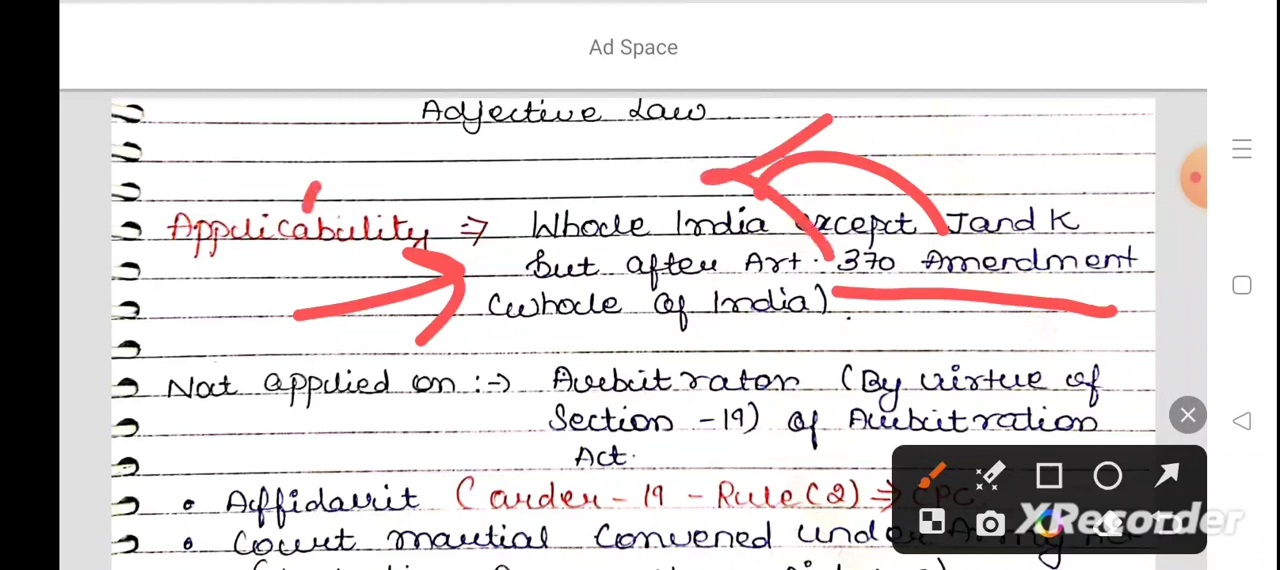 Ad Space
Adjective Law
Applicability => Whole India except J and K
But after Art. 370 Amendment
(whole of India).
Not applied on :-> Arbitrator (By virtue of
Section -19) of Arbitration
Act.
• Affidavit (order - 19 - Rule (2) => CPC
• Court martial Convened under
XRecorder